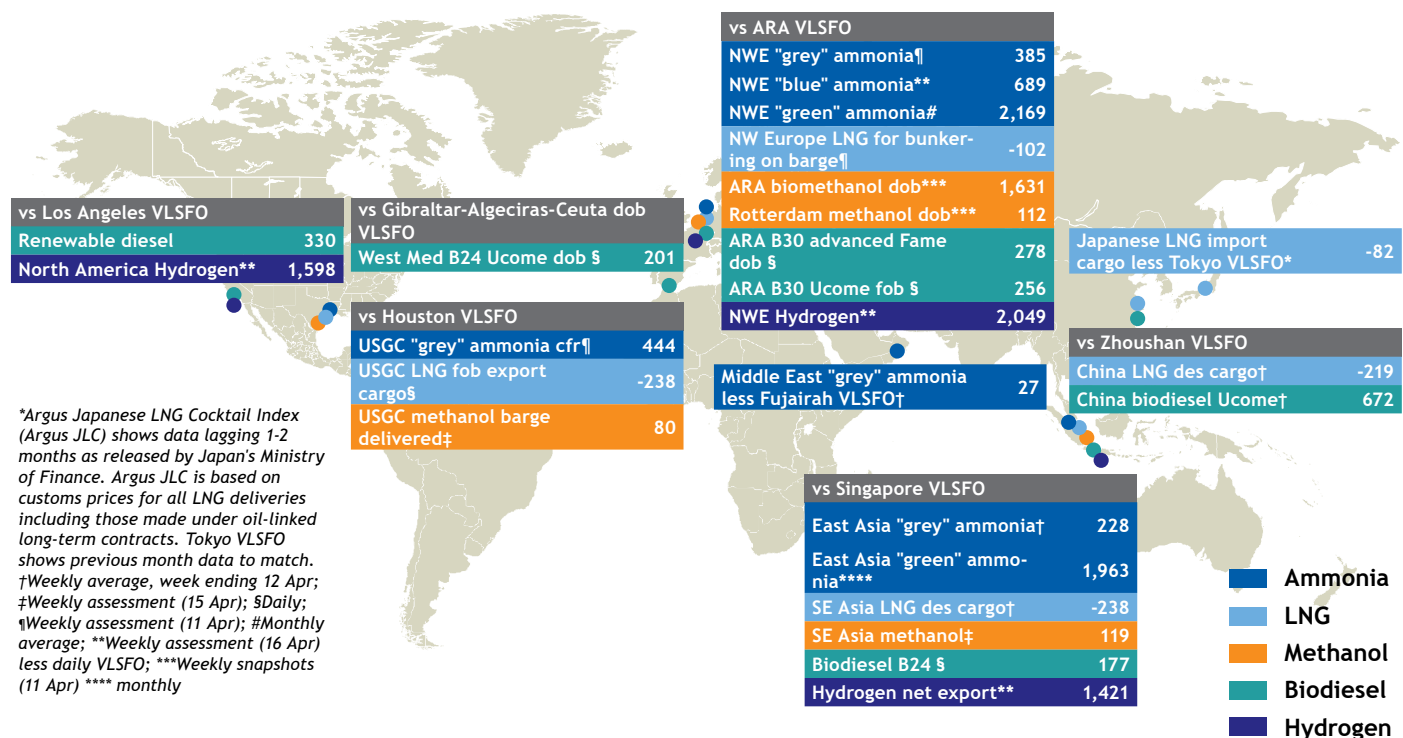 vs ARA VLSFO
NWE "grey" ammonia¶ 385
NWE "blue" ammonia** 689
NWE "green" ammonia# 2,169
NW Europe LNG for bunker-
ing on barge¶ -102
ARA biomethanol dob*** 1,631
Rotterdam methanol dob*** 112
ARA B30 advanced Fame
dob § 278
ARA B30 Ucome fob § 256
NWE Hydrogen** 2,049
vs Los Angeles VLSFO
Renewable diesel 330
North America Hydrogen** 1,598
vs Gibraltar-Algeciras-Ceuta dob
VLSFO
West Med B24 Ucome dob § 201
Japanese LNG import
cargo less Tokyo VLSFO* -82
vs Houston VLSFO
USGC "grey" ammonia cfr¶ 444
USGC LNG fob export
cargo§ -238
USGC methanol barge
delivered‡ 80
Middle East "grey" ammonia
less Fujairah VLSFO† 27
vs Zhoushan VLSFO
China LNG des cargo† -219
China biodiesel Ucome† 672
*Argus Japanese LNG Cocktail Index
(Argus JLC) shows data lagging 1-2
months as released by Japan's Ministry
of Finance. Argus JLC is based on
customs prices for all LNG deliveries
including those made under oil-linked
long-term contracts. Tokyo VLSFO
shows previous month data to match.
†Weekly average, week ending 12 Apr;
‡Weekly assessment (15 Apr); §Daily;
¶Weekly assessment (11 Apr); #Monthly
average; **Weekly assessment (16 Apr)
less daily VLSFO; ***Weekly snapshots
(11 Apr) **** monthly
vs Singapore VLSFO
East Asia "grey" ammonia† 228
East Asia "green" ammo-
nia**** 1,963
SE Asia LNG des cargo† -238
SE Asia methanol‡ 119
Biodiesel B24 § 177
Hydrogen net export** 1,421
Ammonia
LNG
Methanol
Biodiesel
Hydrogen